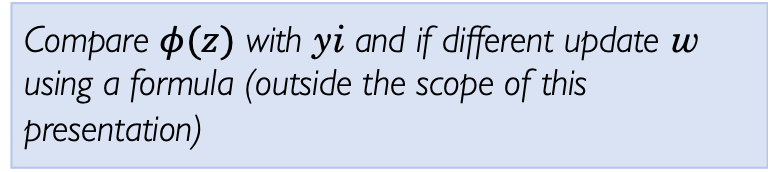 Compare ϕ(z) with yi and if different update w
using a formula (outside the scope of this
presentation)